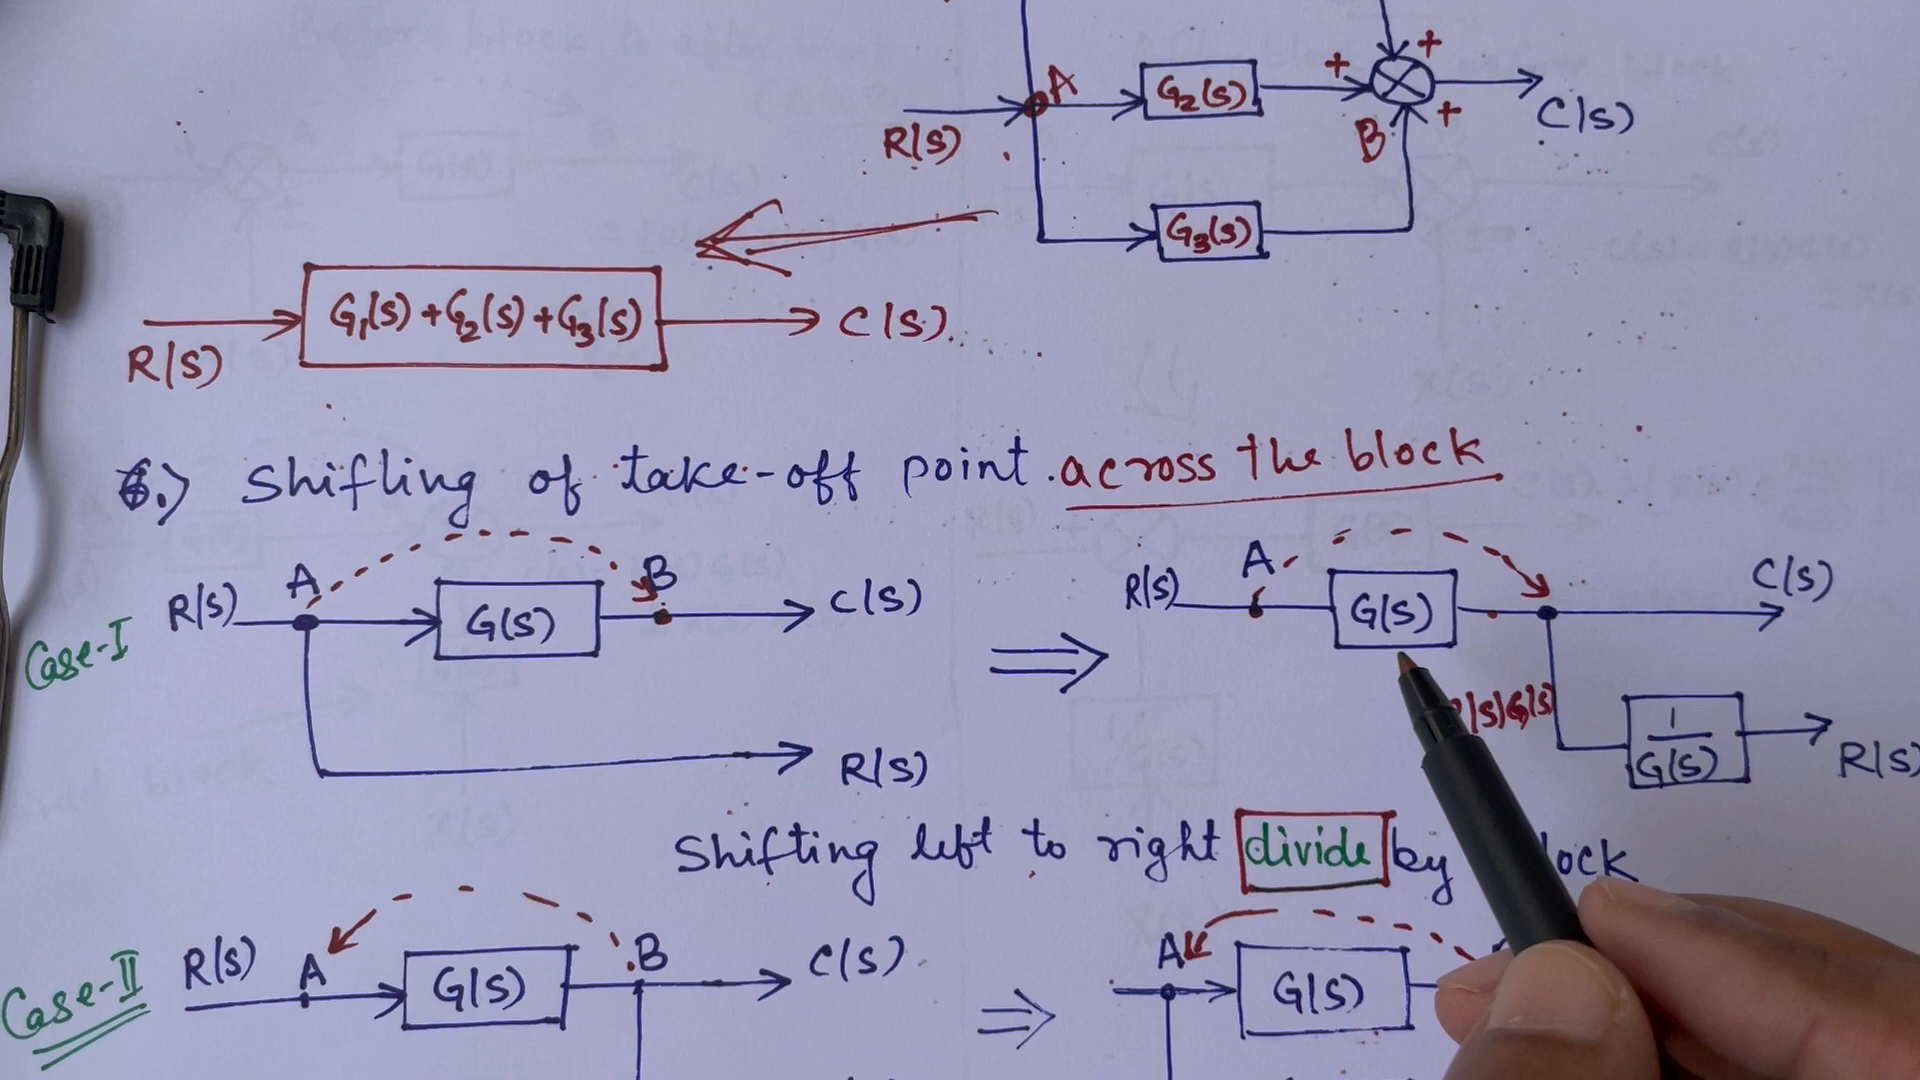 A
G2(S)
+
+
+
B
R(S)
C(S)
G3(S)
R(S)
G1(S)+G2(S)+G3(S)
C(S).
6.) Shifling of take-off point across the block
Case-I
R(S) A G(S) B C(S)
R(S)
R(S) A G(S) C(S)
R(S)G(S)
1
G(S)
R(S)
Shifting left to right divide by
Case-II
R(S) A G(S) B C(S)
A G(S)